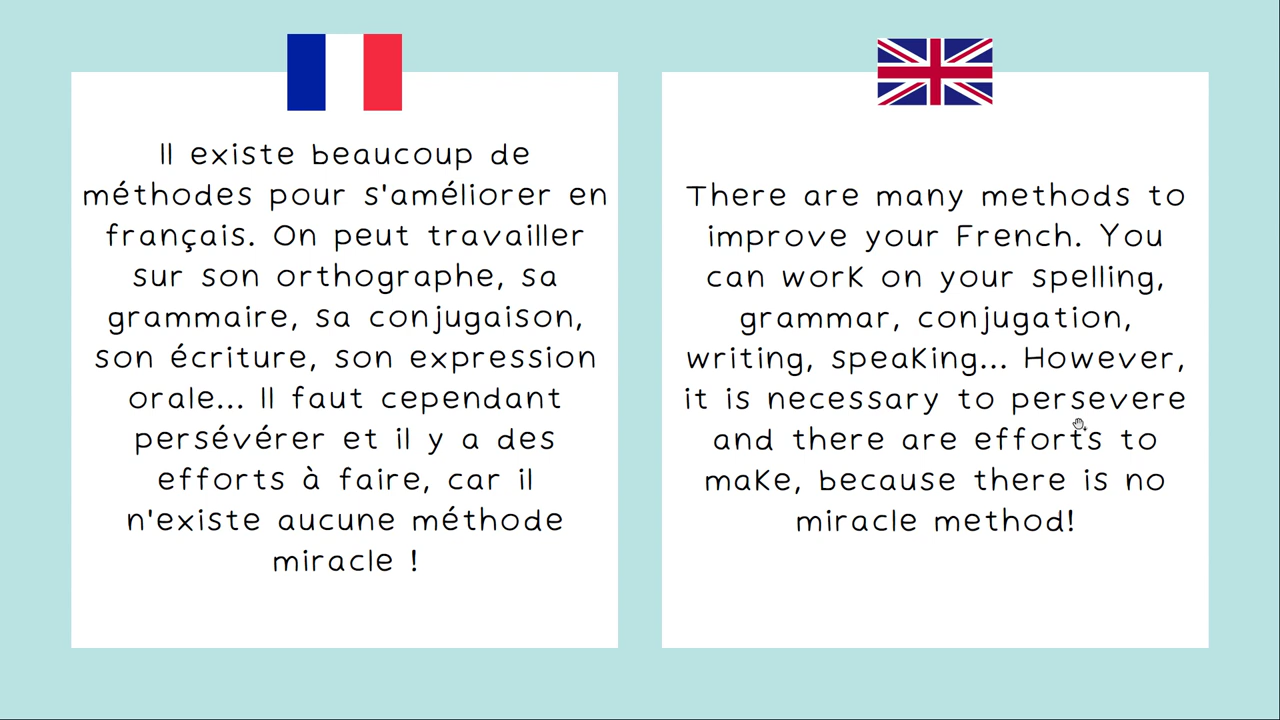 Il existe beaucoup de
méthodes pour s'améliorer en
français. On peut travailler
sur son orthographe, sa
grammaire, sa conjugaison,
son écriture, son expression
orale... Il faut cependant
persévérer et il y a des
efforts à faire, car il
n'existe aucune méthode
miracle !
There are many methods to
improve your French. You
can work on your spelling,
grammar, conjugation,
writing, speaking... However,
it is necessary to persevere
and there are efforts to
make, because there is no
miracle method!